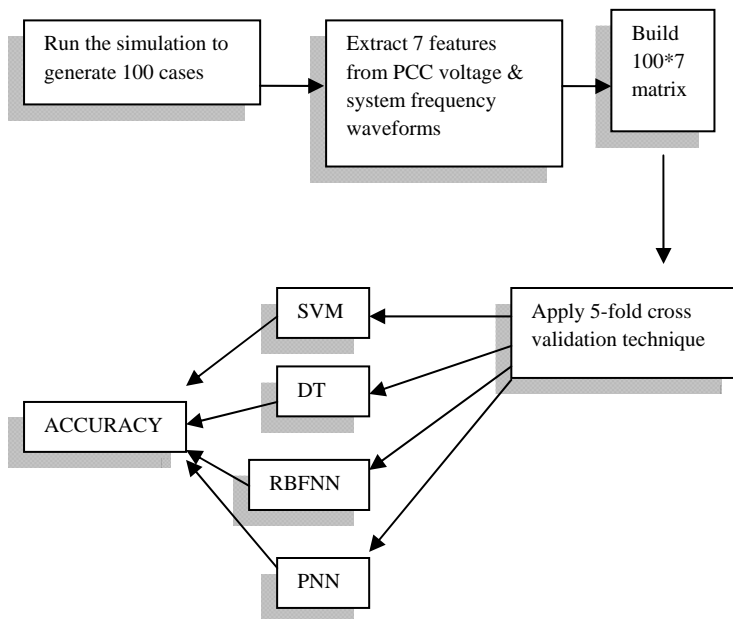 Run the simulation to
generate 100 cases
Extract 7 features
from PCC voltage &
system frequency
waveforms
Build
100*7
matrix
Apply 5-fold cross
validation technique
SVM
DT
RBFNN
PNN
ACCURACY